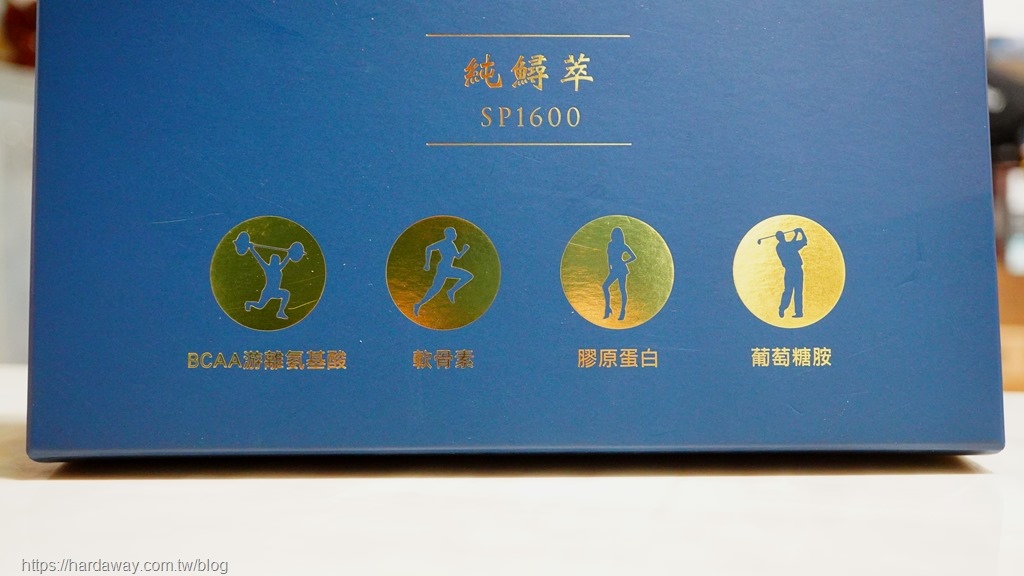 純鱘萃
SP1600
BCAA游離氨基酸
軟骨素
膠原蛋白
葡萄糖胺
https://hardaway.com.tw/blog